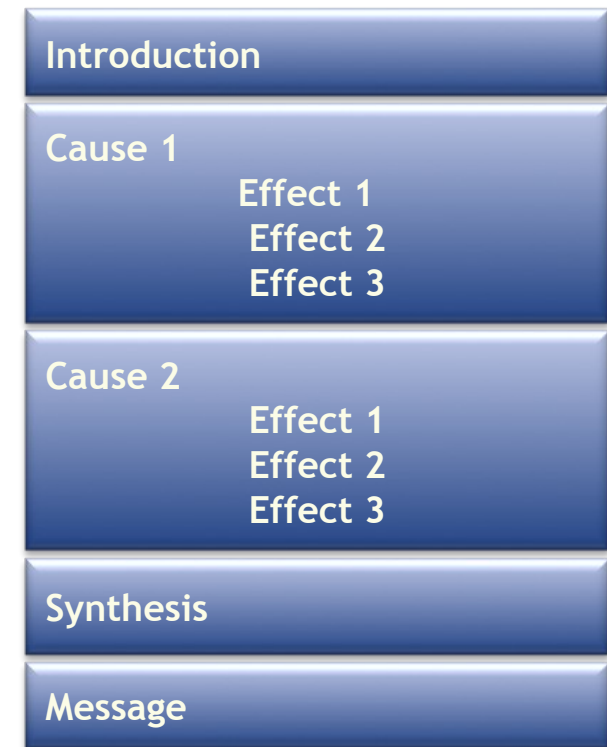 Introduction
Cause 1
Effect 1
Effect 2
Effect 3
Cause 2
Effect 1
Effect 2
Effect 3
Synthesis
Message